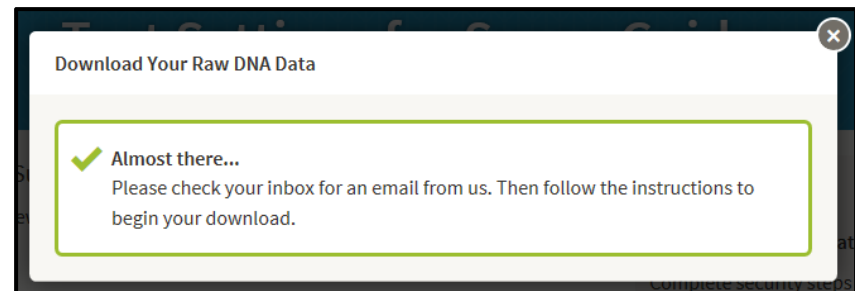 Download Your Raw DNA Data
Almost there...
Please check your inbox for an email from us. Then follow the instructions to
begin your download.
Complete security steps